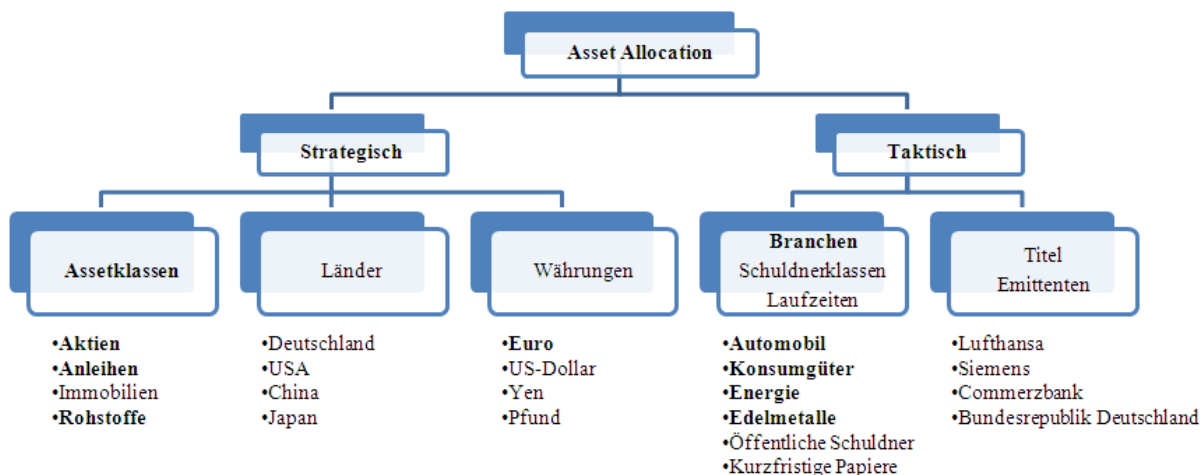 Asset Allocation
Strategisch
Taktisch
Assetklassen
Länder
Währungen
Branchen
Schuldnerklassen
Laufzeiten
Titel
Emittenten
•Aktien
•Anleihen
•Immobilien
•Rohstoffe
•Deutschland
•USA
•China
•Japan
•Euro
•US-Dollar
•Yen
•Pfund
•Automobil
•Konsumgüter
•Energie
•Edelmetalle
•Öffentliche Schuldner
•Kurzfristige Papiere
•Lufthansa
•Siemens
•Commerzbank
•Bundesrepublik Deutschland